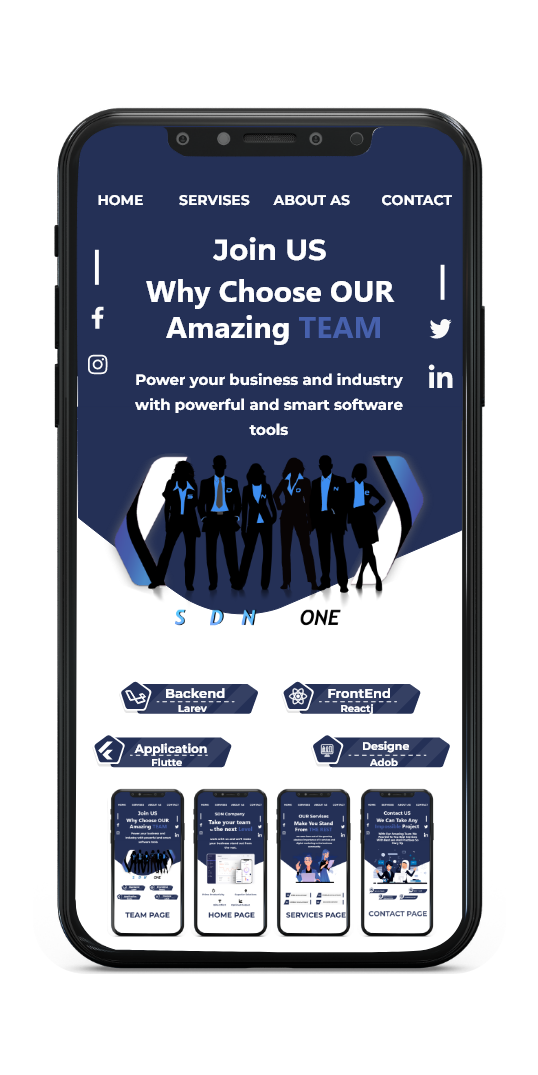 HOME SERVISES ABOUT AS CONTACT
Join US
Why Choose OUR
Amazing TEAM
Power your business and industry
with powerful and smart software
tools
S D N ONE
Backend
Larev
FrontEnd
Reactj
Application
Flutte
Designe
Adob
Join US
Why Choose OUR
Amazing TEAM
TEAM PAGE
SDN Company
Take your team
to the next Level
HOME PAGE
OUR Services
Make You Stand
From THE REST
SERVICES PAGE
Contact US
We Can Take Any
Project
CONTACT PAGE